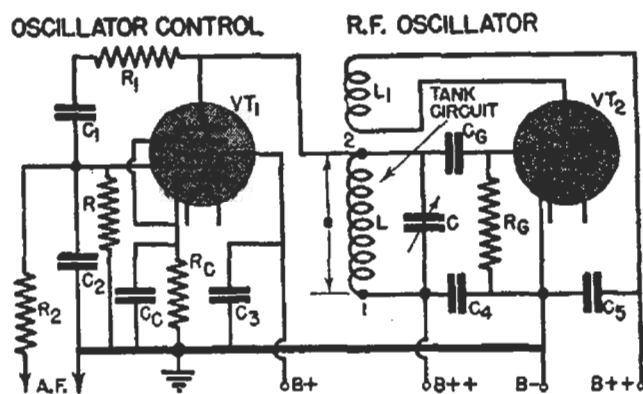 OSCILLATOR CONTROL
R.F. OSCILLATOR
R1
VT1
L1
TANK CIRCUIT
VT2
C1
2
CG
R
a
L
C
RG
C2
RC
R2
CC
C3
1
C4
C5
A.F.
B+
B++
B-
B++